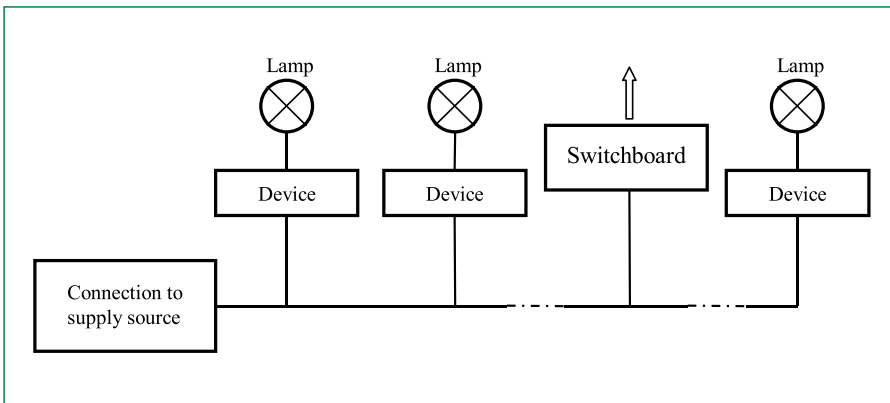 Lamp
Lamp
Lamp
Switchboard
Device
Device
Device
Connection to
supply source